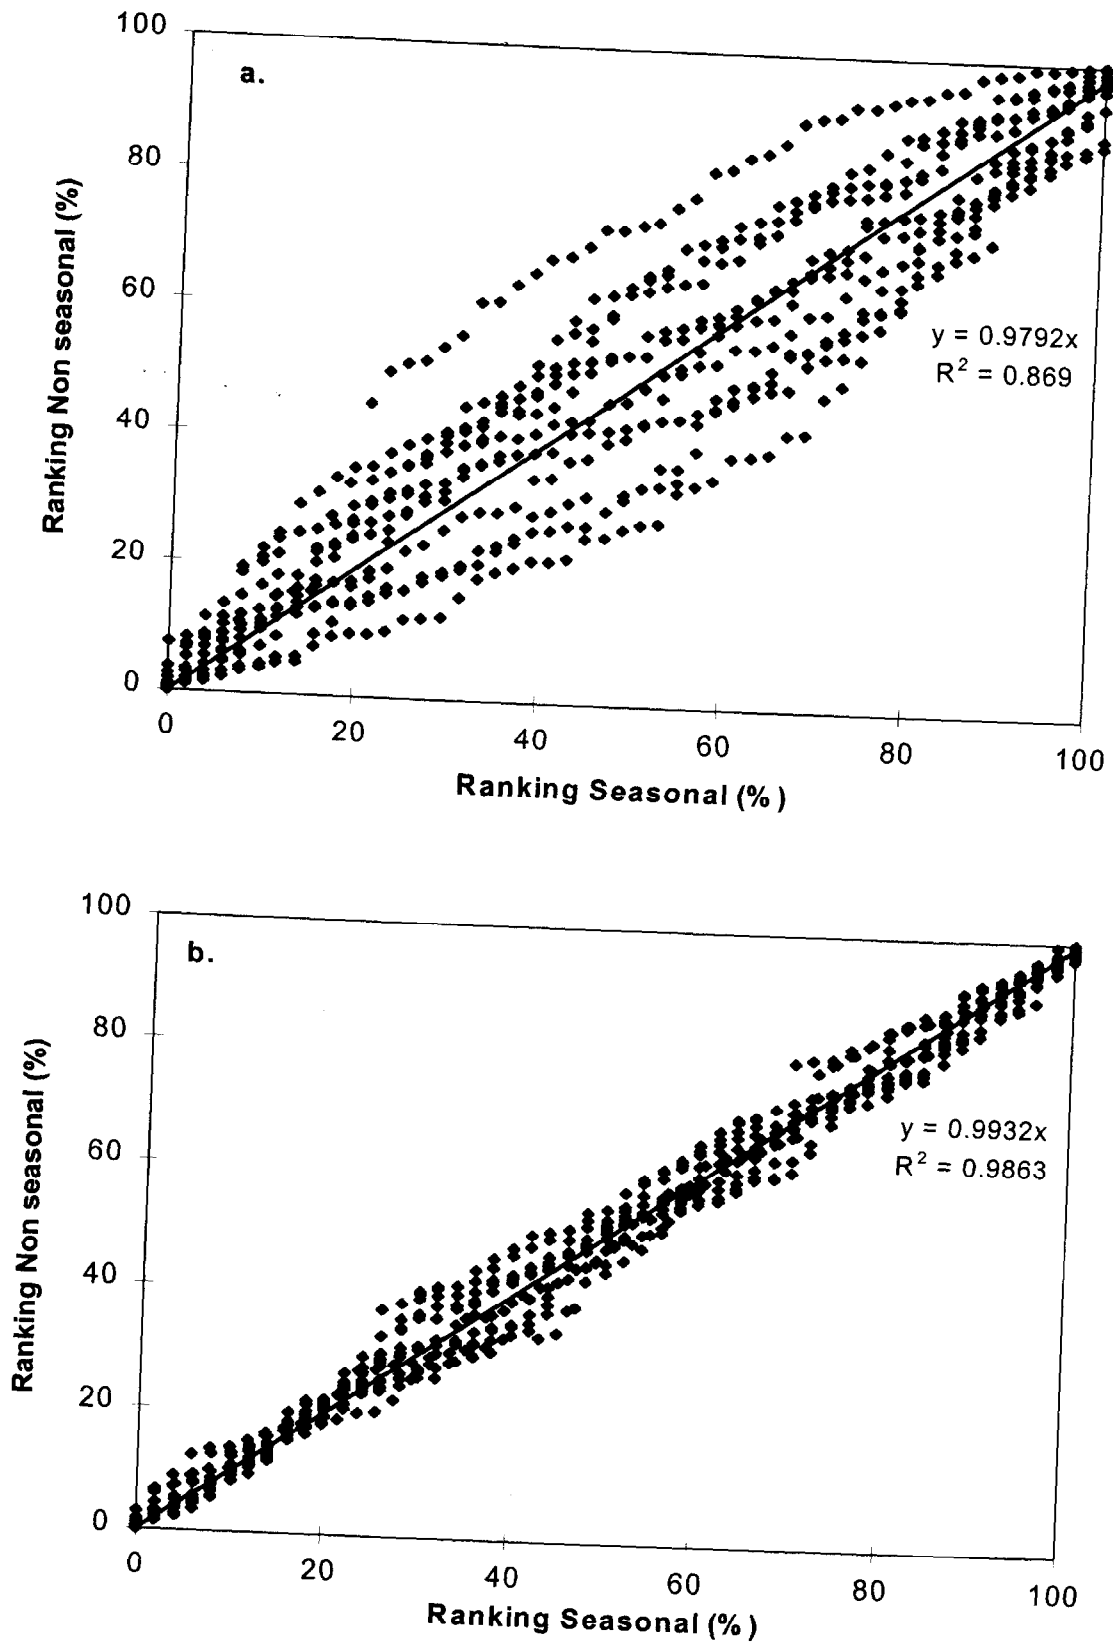 100
a.
80
60
40
20
0
Ranking Non seasonal (%)
y = 0.9792x
R² = 0.869
0 20 40 60 80 100
Ranking Seasonal (%)
100
b.
80
60
40
20
0
Ranking Non seasonal (%)
y = 0.9932x
R² = 0.9863
0 20 40 60 80 100
Ranking Seasonal (%)